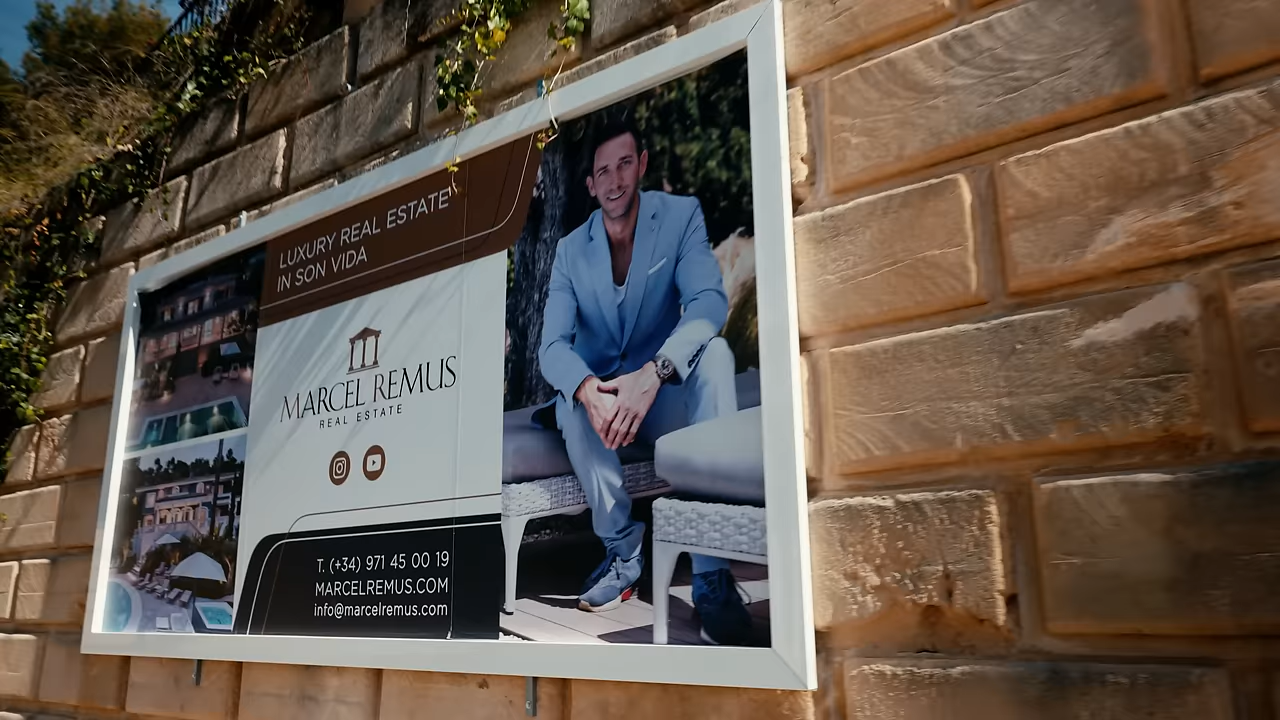 LUXURY REAL ESTATE
IN SON VIDA
MARCEL REMUS
REAL ESTATE
T. (+34) 971 45 00 19
MARCELREMUS.COM
info@marcelremus.com